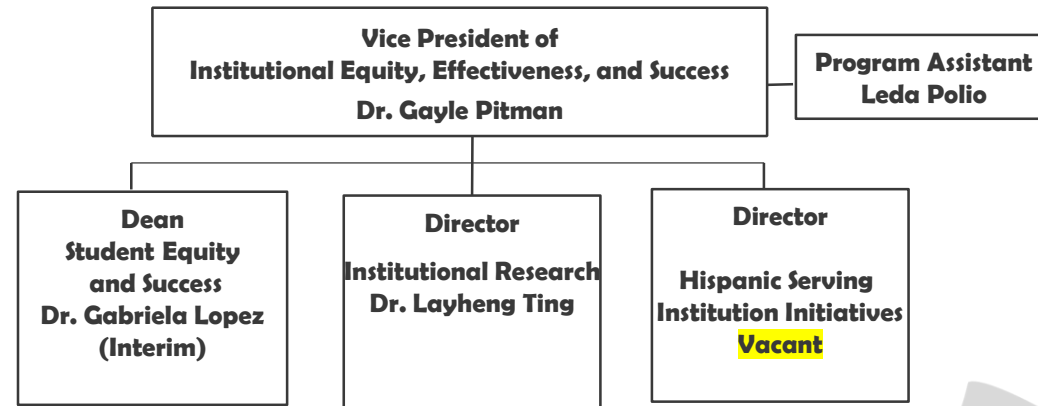 Vice President of
Institutional Equity, Effectiveness, and Success
Dr. Gayle Pitman
Program Assistant
Leda Polio
Dean
Student Equity
and Success
Dr. Gabriela Lopez
(Interim)
Director
Institutional Research
Dr. Layheng Ting
Director
Hispanic Serving
Institution Initiatives
Vacant